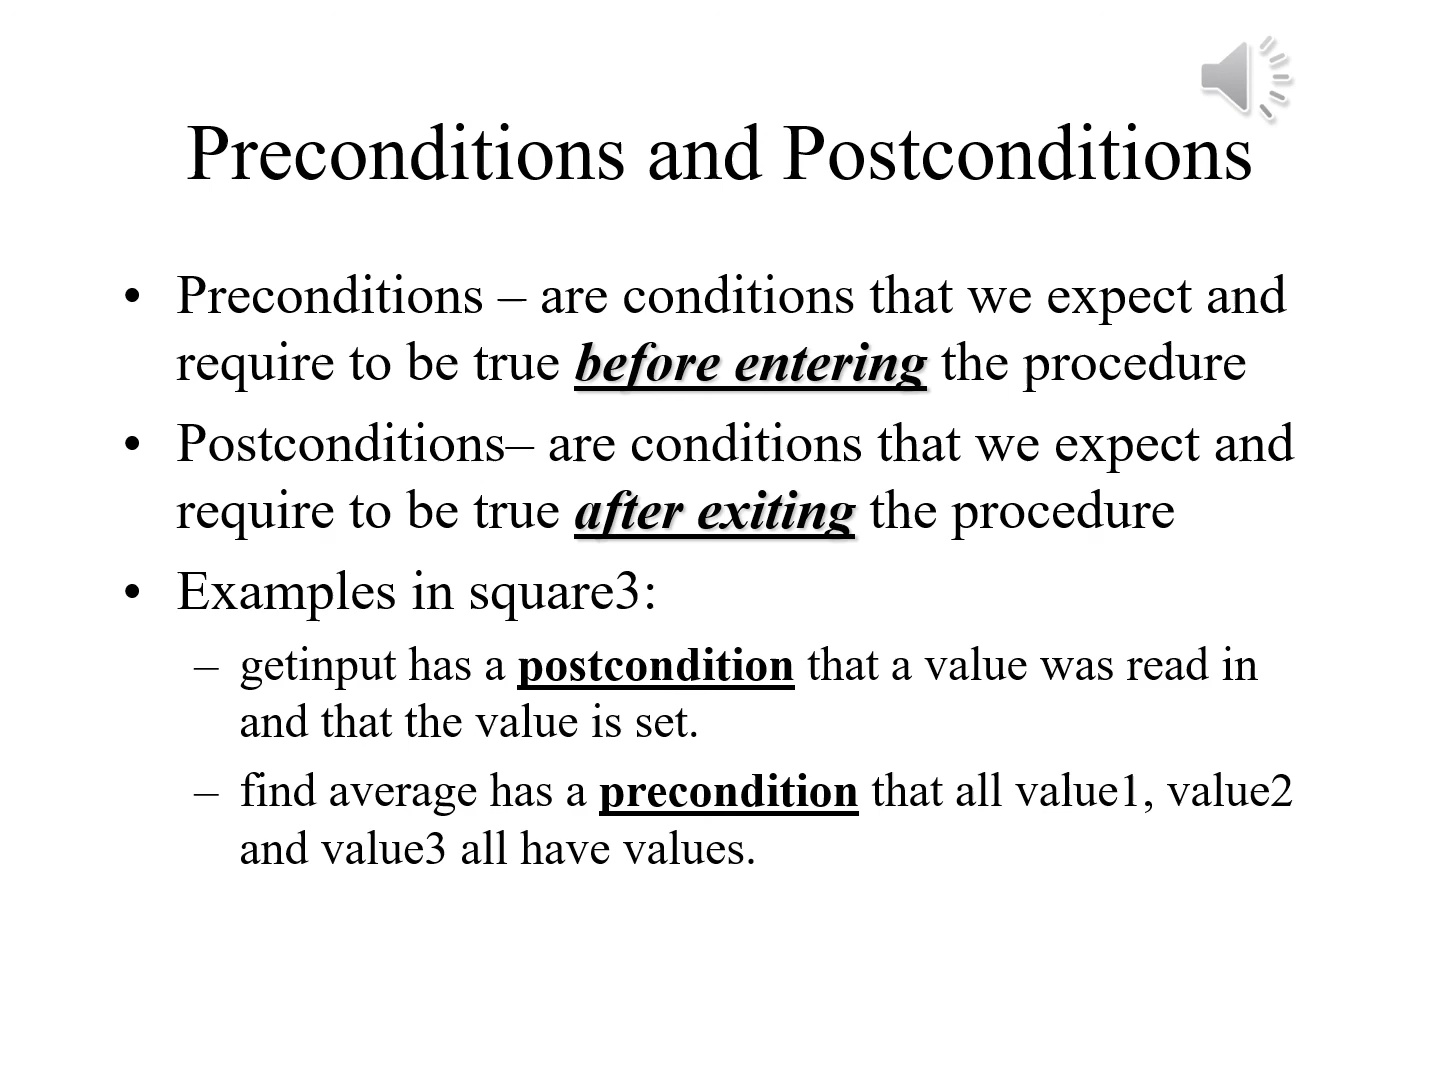 Preconditions and Postconditions
• Preconditions – are conditions that we expect and
require to be true before entering the procedure
• Postconditions– are conditions that we expect and
require to be true after exiting the procedure
• Examples in square3:
– getinput has a postcondition that a value was read in
and that the value is set.
– find average has a precondition that all value1, value2
and value3 all have values.